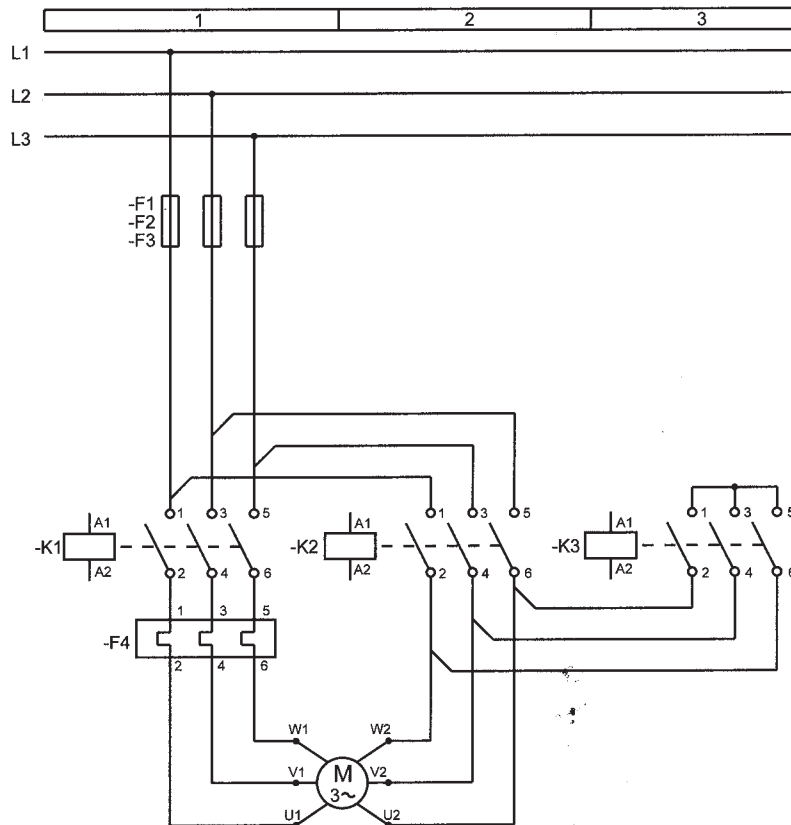 1 2 3
L1
L2
L3
-F1
-F2
-F3
1 3 5 1 3 5 1 3 5
A1 A1 A1
-K1 -K2 -K3
A2 A2 A2
2 4 6 2 4 6 2 4 6
1 3 5
-F4
2 4 6
W1 W2
V1 M V2
3~
U1 U2